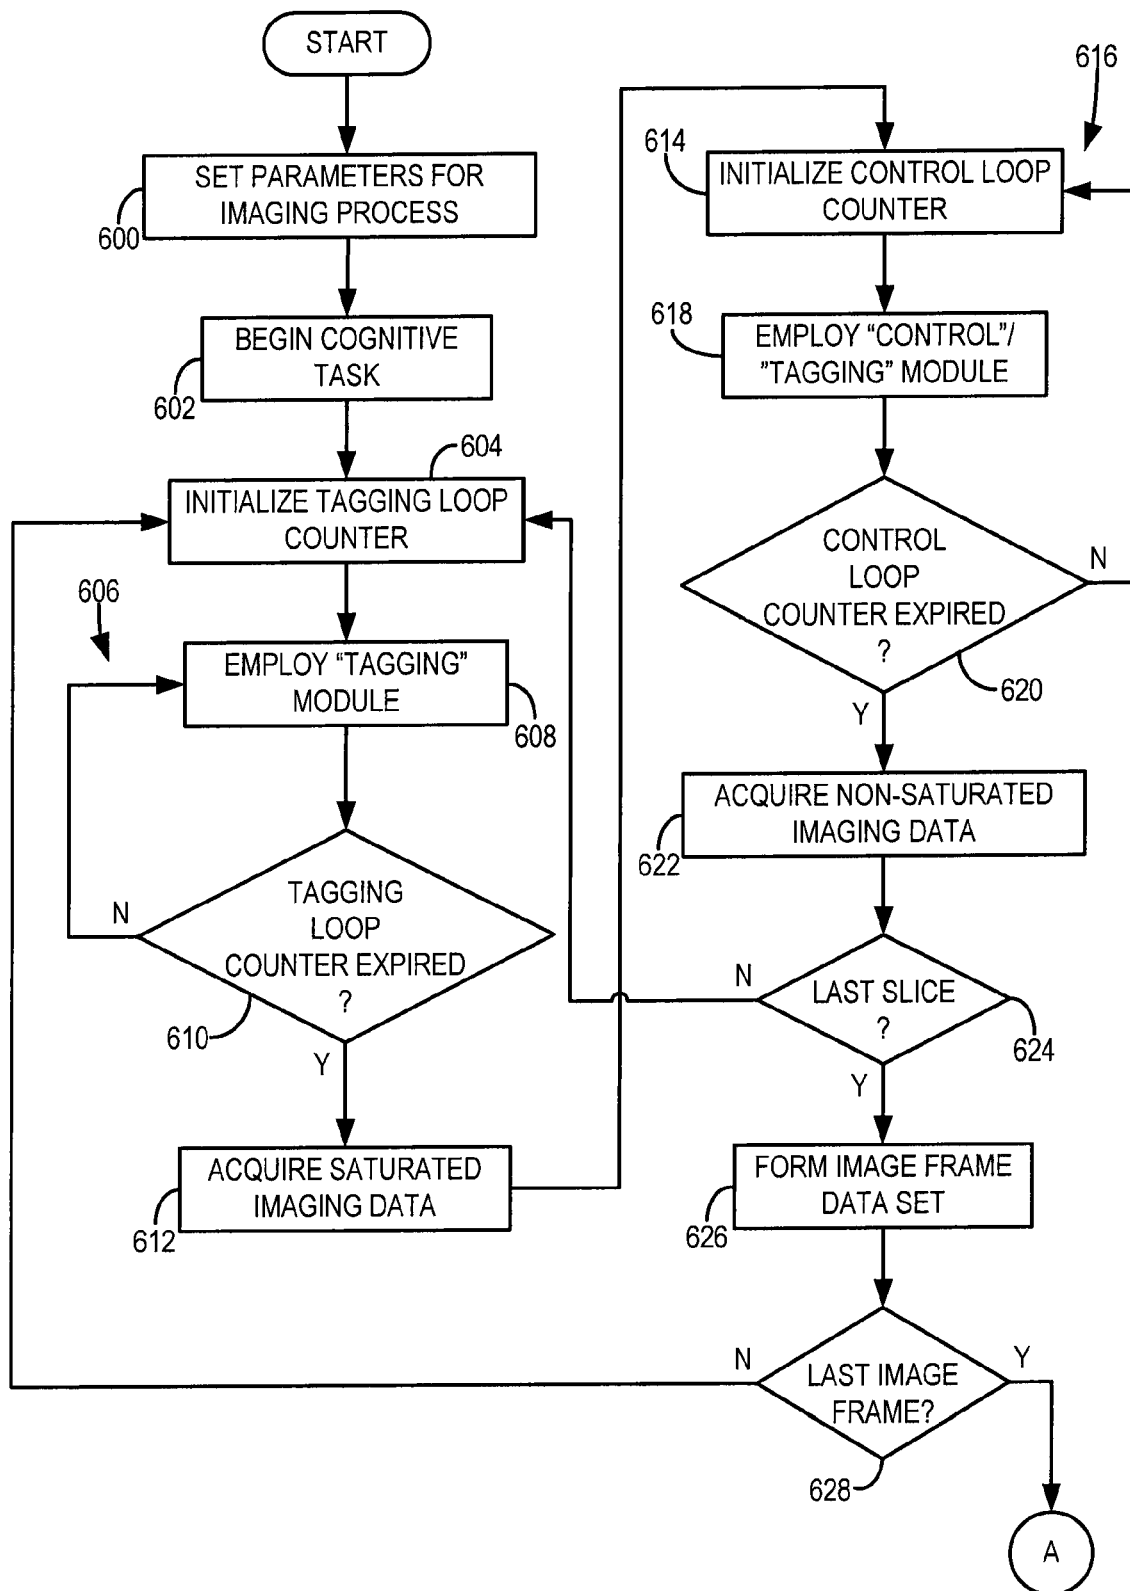 START
SET PARAMETERS FOR
IMAGING PROCESS
600
BEGIN COGNITIVE
TASK
602
604
INITIALIZE TAGGING LOOP
COUNTER
606
EMPLOY “TAGGING”
MODULE
608
N
TAGGING
LOOP
COUNTER EXPIRED
?
610
Y
ACQUIRE SATURATED
IMAGING DATA
612
616
614
INITIALIZE CONTROL LOOP
COUNTER
618
EMPLOY “CONTROL”/
”TAGGING” MODULE
CONTROL
LOOP
COUNTER EXPIRED
?
N
620
Y
ACQUIRE NON-SATURATED
IMAGING DATA
622
N
LAST SLICE
?
624
Y
FORM IMAGE FRAME
DATA SET
626
N
LAST IMAGE
FRAME?
Y
628
A